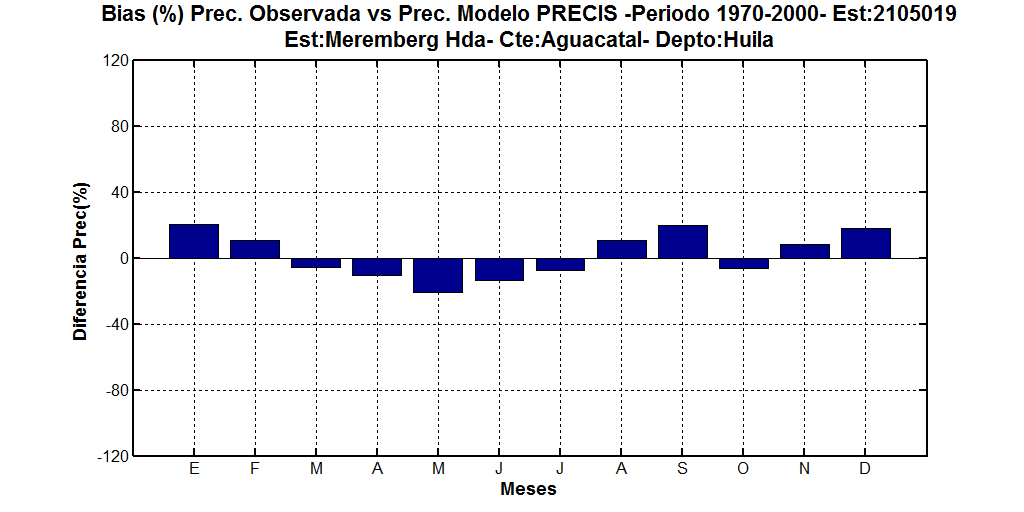 Bias (%) Prec. Observada vs Prec. Modelo PRECIS -Periodo 1970-2000- Est:2105019
Est:Meremberg Hda- Cte:Aguacatal- Depto:Huila
120
80
40
0
-40
-80
-120
Diferencia Prec(%)
E F M A M J J A S O N D
Meses